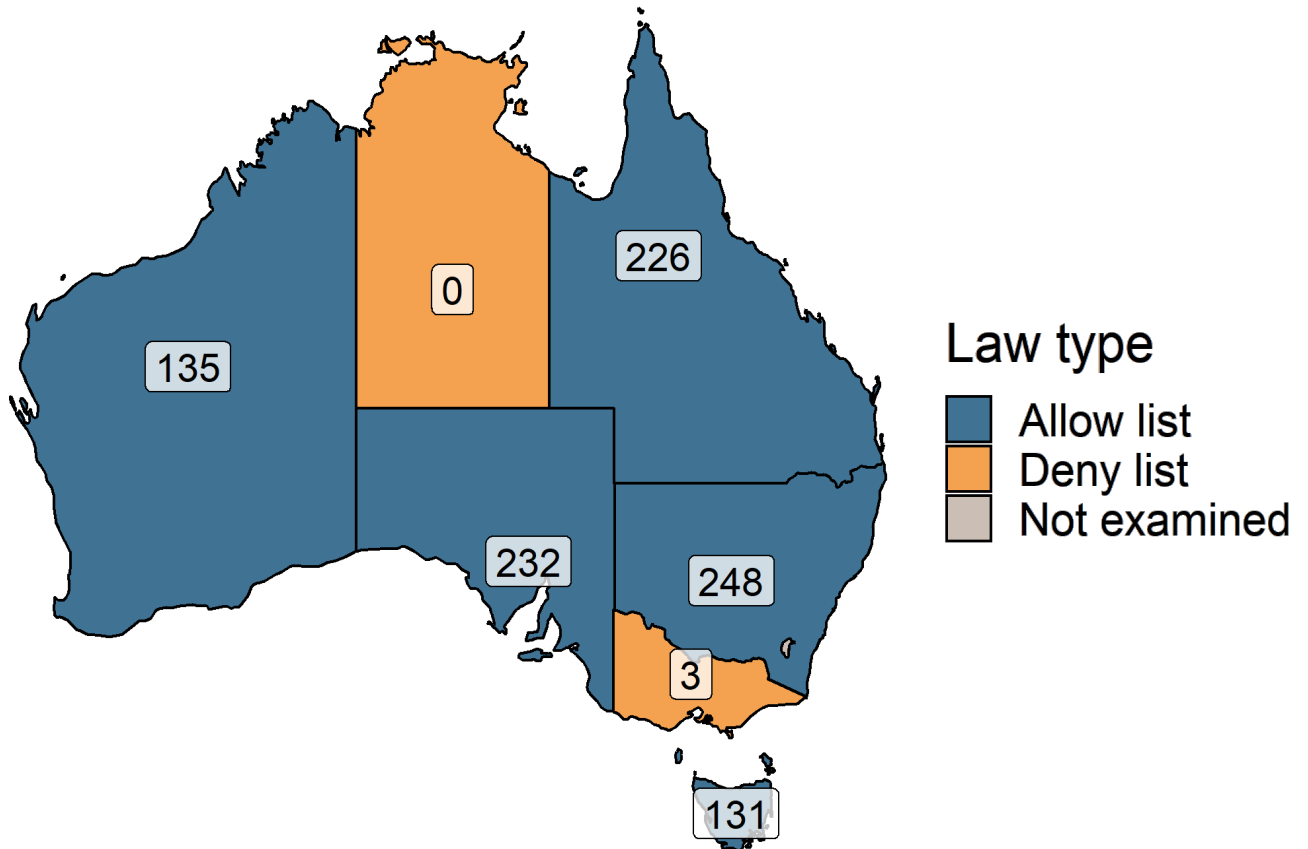 226
0
135
232
248
3
131
Law type
Allow list
Deny list
Not examined